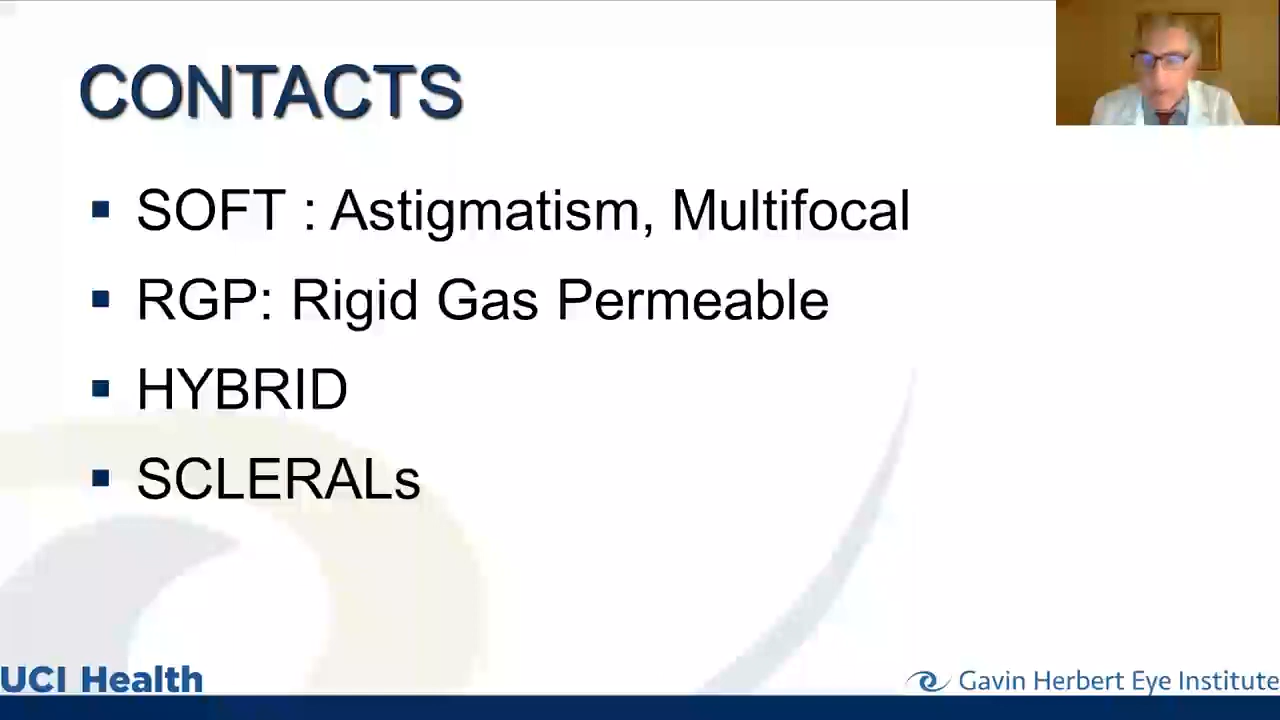 CONTACTS
SOFT : Astigmatism, Multifocal
RGP: Rigid Gas Permeable
HYBRID
SCLERALs
UCI Health
Gavin Herbert Eye Institute